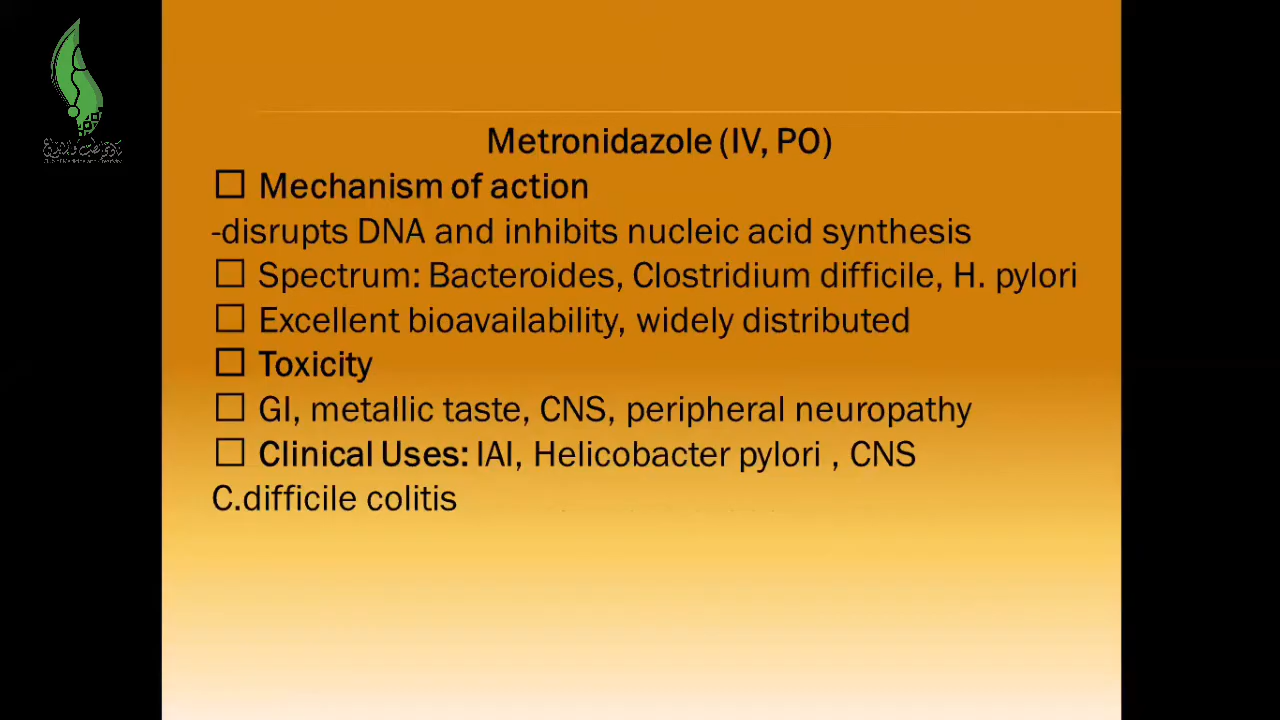 Metronidazole (IV, PO)
☐ Mechanism of action
-disrupts DNA and inhibits nucleic acid synthesis
☐ Spectrum: Bacteroides, Clostridium difficile, H. pylori
☐ Excellent bioavailability, widely distributed
☐ Toxicity
☐ GI, metallic taste, CNS, peripheral neuropathy
☐ Clinical Uses: IAI, Helicobacter pylori , CNS
C.difficile colitis